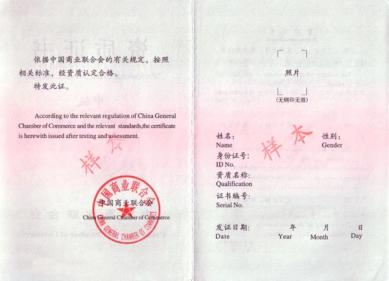 依据中国商业联合会的有关规定，按照
相关标准，经资质认定合格。
特发此证。
According to the relevant regulation of China General
Chamber of Commerce and the relevant standards,the certificate
is herewith issued after testing and assessment.
样本
中国商业联合会
中国商业联合会
China General Chamber of Commerce
CHINA GENERAL CHAMBER OF COMMERCE
照片
(无钢印无效)
样本
姓名： 性别：
Name Gender
身份证号：
ID No.
资质名称：
Qualification
证书编号：
Serial No.
发证日期： 年 月 日
Date Year Month Day